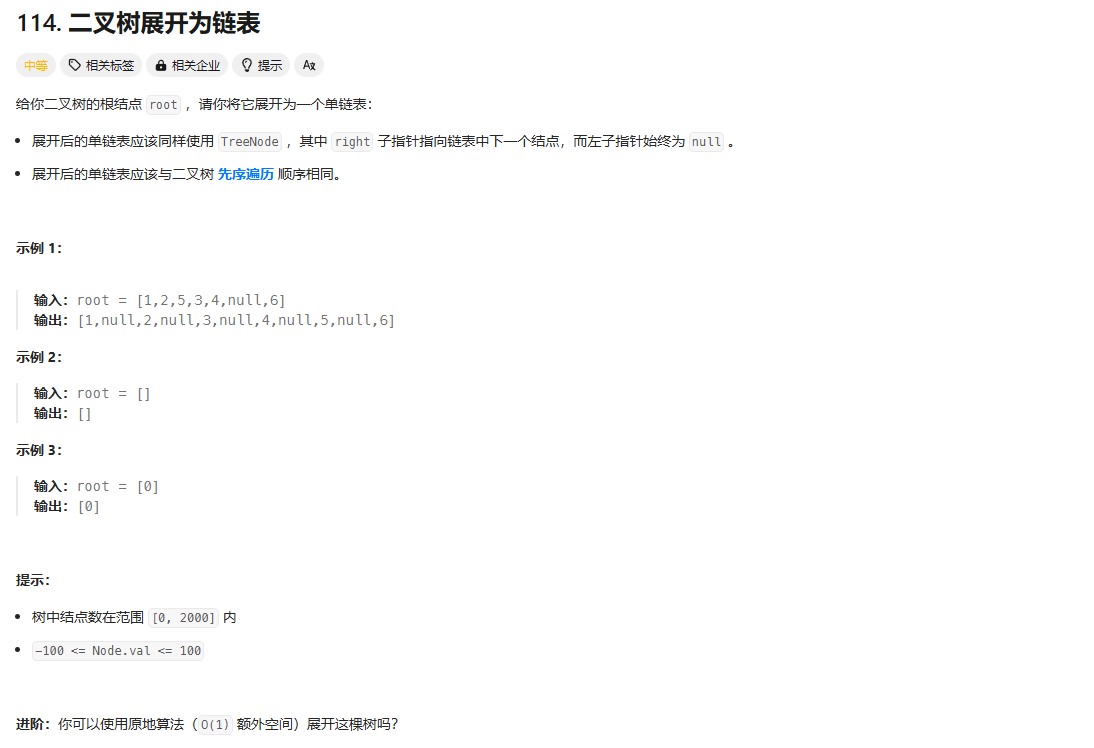 114. 二叉树展开为链表
中等 相关标签 相关企业 提示 Aあ
给你二叉树的根结点 root ，请你将它展开为一个单链表：
展开后的单链表应该同样使用 TreeNode ，其中 right 子指针指向链表中下一个结点，而左子指针始终为 null 。
展开后的单链表应该与二叉树 先序遍历 顺序相同。
示例 1：
输入：root = [1,2,5,3,4,null,6]
输出：[1,null,2,null,3,null,4,null,5,null,6]
示例 2：
输入：root = []
输出：[]
示例 3：
输入：root = [0]
输出：[0]
提示：
树中结点数在范围 [0, 2000] 内
-100 <= Node.val <= 100
进阶：你可以使用原地算法（O(1) 额外空间）展开这棵树吗？